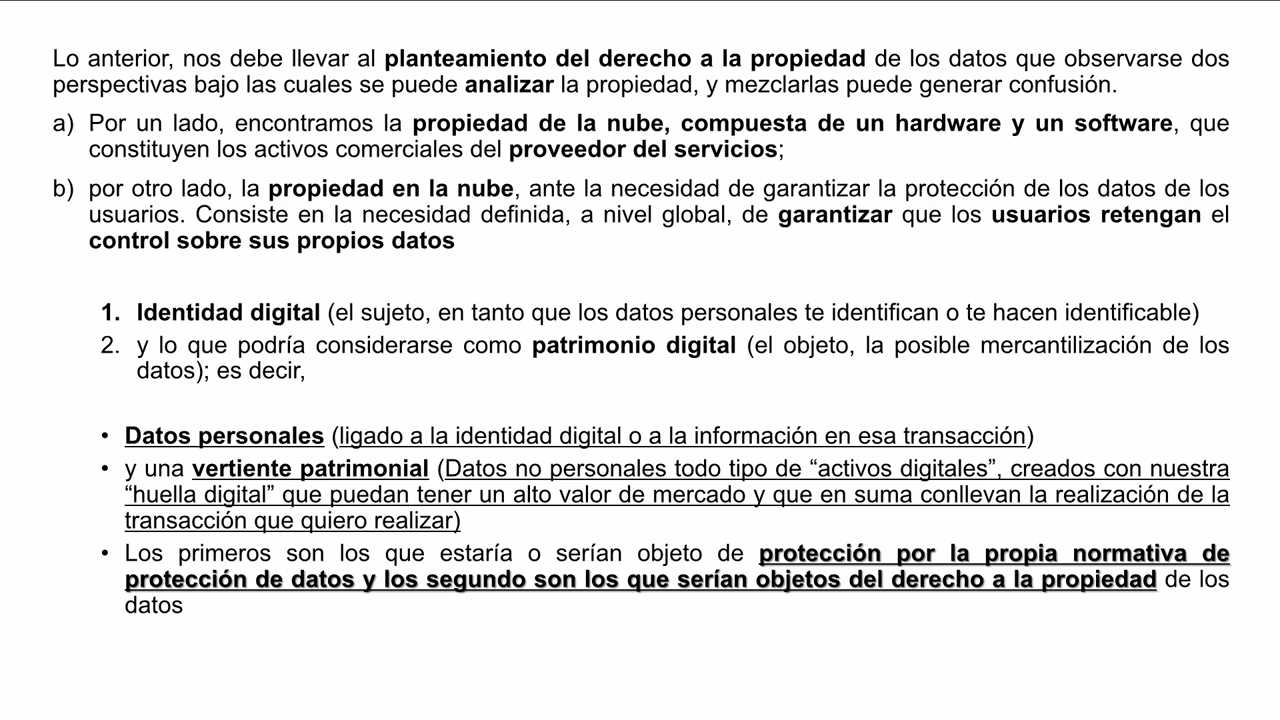 Lo anterior, nos debe llevar al planteamiento del derecho a la propiedad de los datos que observarse dos
perspectivas bajo las cuales se puede analizar la propiedad, y mezclarlas puede generar confusión.
a) Por un lado, encontramos la propiedad de la nube, compuesta de un hardware y un software, que
constituyen los activos comerciales del proveedor del servicios;
b) por otro lado, la propiedad en la nube, ante la necesidad de garantizar la protección de los datos de los
usuarios. Consiste en la necesidad definida, a nivel global, de garantizar que los usuarios retengan el
control sobre sus propios datos
1. Identidad digital (el sujeto, en tanto que los datos personales te identifican o te hacen identificable)
2. y lo que podría considerarse como patrimonio digital (el objeto, la posible mercantilización de los
datos); es decir,
• Datos personales (ligado a la identidad digital o a la información en esa transacción)
• y una vertiente patrimonial (Datos no personales todo tipo de “activos digitales”, creados con nuestra
“huella digital” que puedan tener un alto valor de mercado y que en suma conllevan la realización de la
transacción que quiero realizar)
• Los primeros son los que estaría o serían objeto de protección por la propia normativa de
protección de datos y los segundo son los que serían objetos del derecho a la propiedad de los
datos